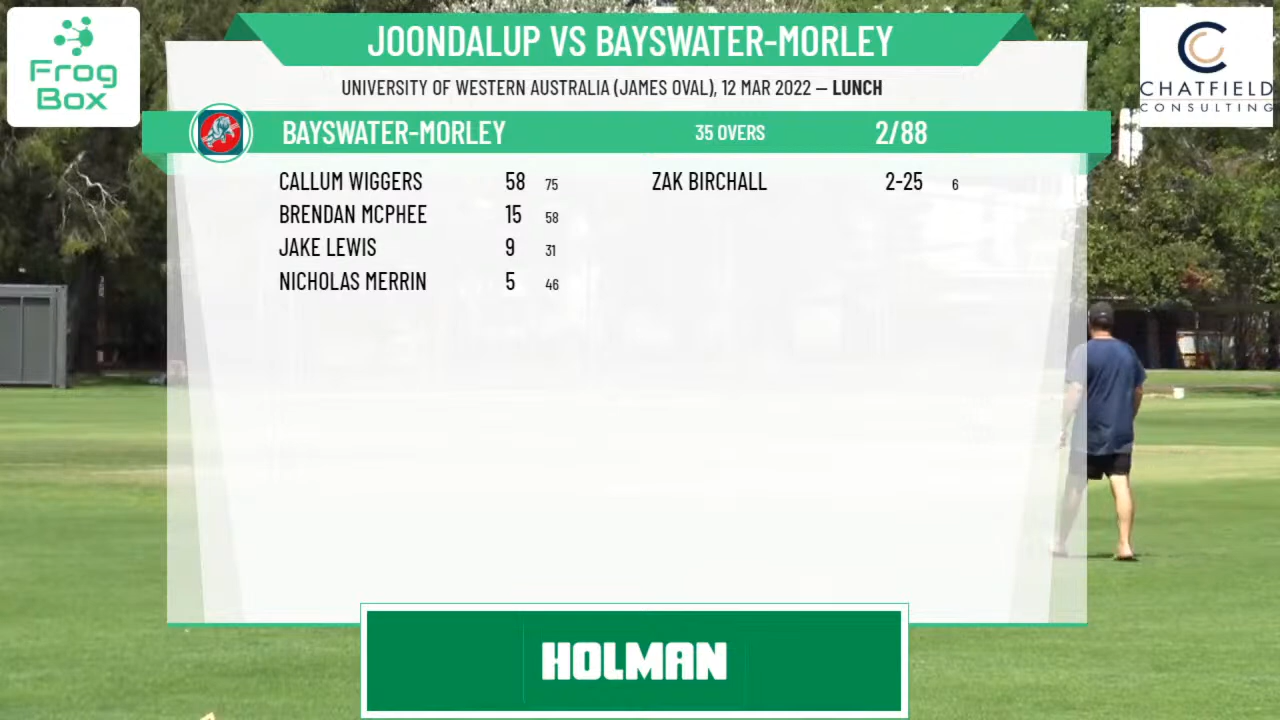 Frog
Box
JOONDALUP VS BAYSWATER-MORLEY
CHATFIELD
CONSULTING
UNIVERSITY OF WESTERN AUSTRALIA (JAMES OVAL), 12 MAR 2022 – LUNCH
BAYSWATER-MORLEY 35 OVERS 2/88
CALLUM WIGGERS 58 75 ZAK BIRCHALL 2-25 6
BRENDAN MCPHEE 15 58
JAKE LEWIS 9 31
NICHOLAS MERRIN 5 46
HOLMAN